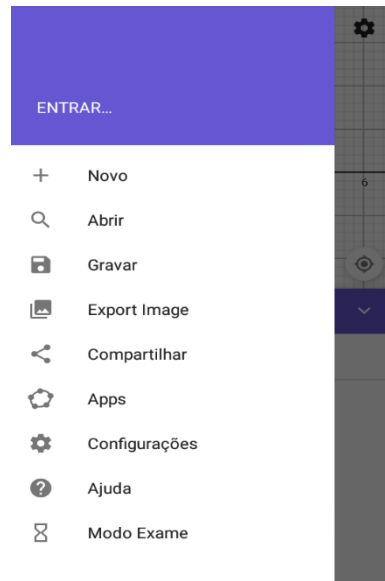 ENTRAR...
Novo
Abrir
Gravar
Export Image
Compartilhar
Apps
Configurações
Ajuda
Modo Exame
6